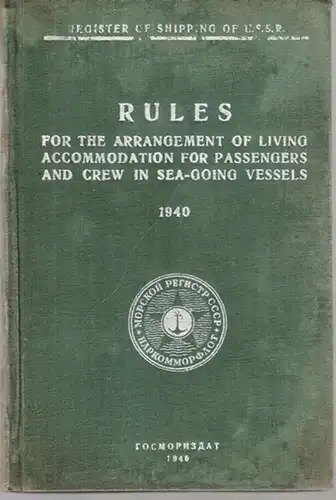 REGISTER OF SHIPPING OF U.S.S.R.
RULES
FOR THE ARRANGEMENT OF LIVING
ACCOMMODATION FOR PASSENGERS
AND CREW IN SEA-GOING VESSELS
1940
МОРСКОЙ РЕГИСТР СССР
НАРКОММОРФЛОТ
ГОСМОРИЗДАТ
1940